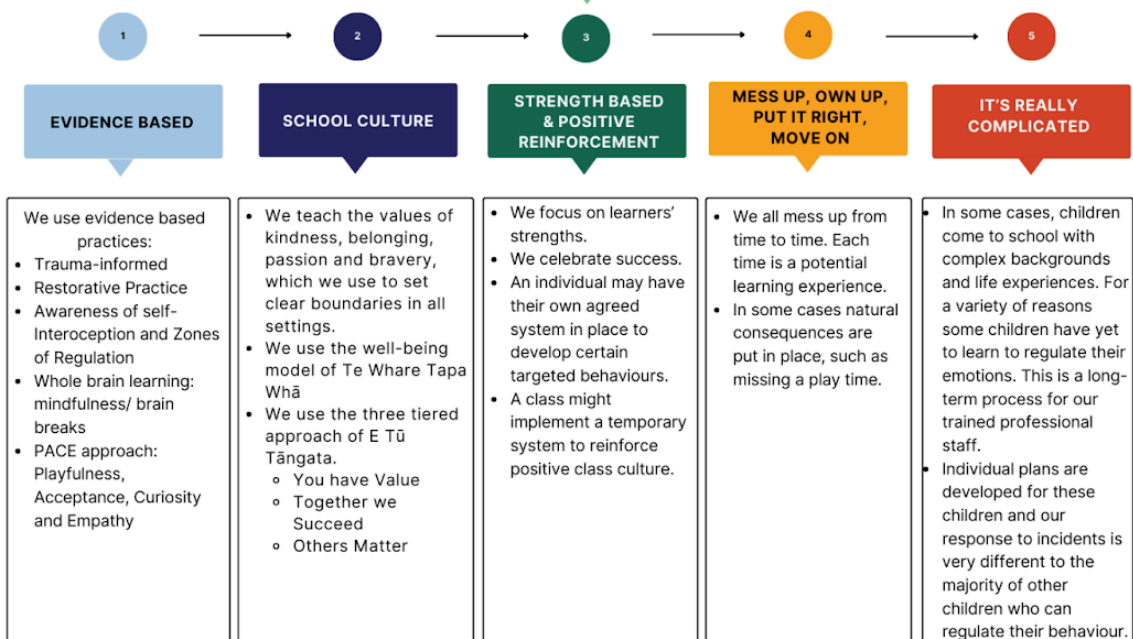 1
2
3
4
5
EVIDENCE BASED
SCHOOL CULTURE
STRENGTH BASED
& POSITIVE
REINFORCEMENT
MESS UP, OWN UP,
PUT IT RIGHT,
MOVE ON
IT'S REALLY
COMPLICATED
We use evidence based
practices:
• Trauma-informed
• Restorative Practice
• Awareness of self-
Interoception and Zones
of Regulation
• Whole brain learning:
mindfulness/ brain
breaks
• PACE approach:
Playfulness,
Acceptance, Curiosity
and Empathy
• We teach the values of
kindness, belonging,
passion and bravery,
which we use to set
clear boundaries in all
settings.
• We use the well-being
model of Te Whare Tapa
Whā
• We use the three tiered
approach of E Tū
Tāngata.
◦ You have Value
◦ Together we
Succeed
◦ Others Matter
• We focus on learners'
strengths.
• We celebrate success.
• An individual may have
their own agreed
system in place to
develop certain
targeted behaviours.
• A class might
implement a temporary
system to reinforce
positive class culture.
• We all mess up from
time to time. Each
time is a potential
learning experience.
• In some cases natural
consequences are
put in place, such as
missing a play time.
• In some cases, children
come to school with
complex backgrounds
and life experiences. For
a variety of reasons
some children have yet
to learn to regulate their
emotions. This is a long-
term process for our
trained professional
staff.
• Individual plans are
developed for these
children and our
response to incidents is
very different to the
majority of other
children who can
regulate their behaviour.